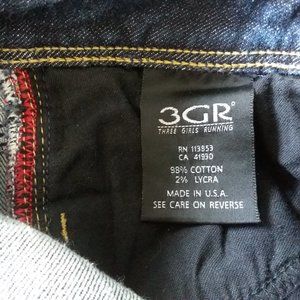 3GR®
THREE GIRLS RUNNING
RN 113853
CA 41930
98% COTTON
2% LYCRA
MADE IN U.S.A.
SEE CARE ON REVERSE